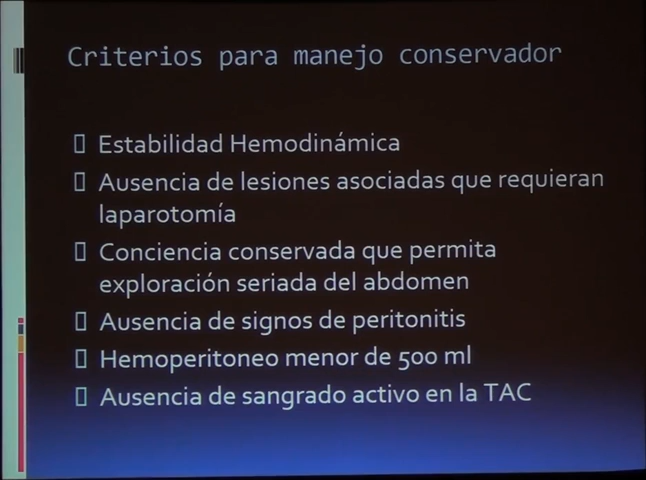 Criterios para manejo conservador
Estabilidad Hemodinámica
Ausencia de lesiones asociadas que requieran
laparotomía
Conciencia conservada que permita
exploración seriada del abdomen
Ausencia de signos de peritonitis
Hemoperitoneo menor de 500 ml
Ausencia de sangrado activo en la TAC